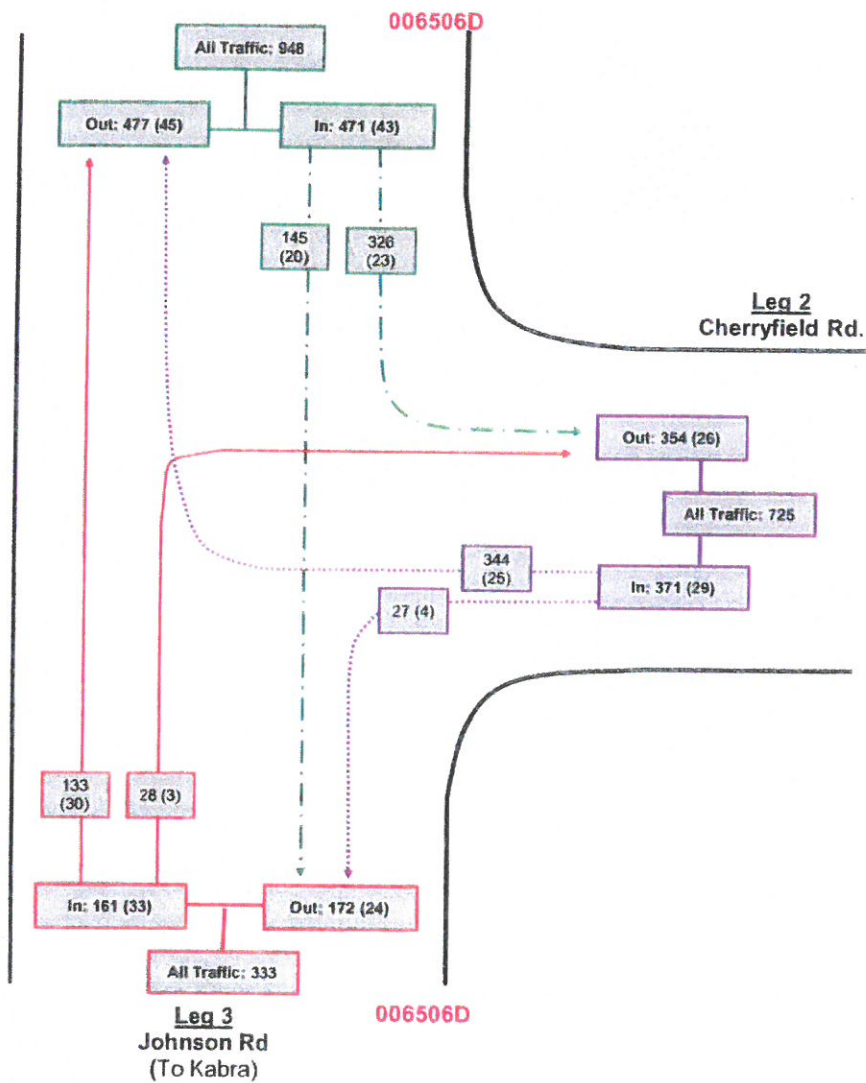 006506D
All Traffic: 948
Out: 477 (45)
In: 471 (43)
145
(20)
326
(23)
Leg 2
Cherryfield Rd.
Out: 354 (26)
All Traffic: 725
344
(25)
In: 371 (29)
27 (4)
133
(30)
28 (3)
In: 161 (33)
Out: 172 (24)
All Traffic: 333
Leg 3
Johnson Rd
(To Kabra)
006506D